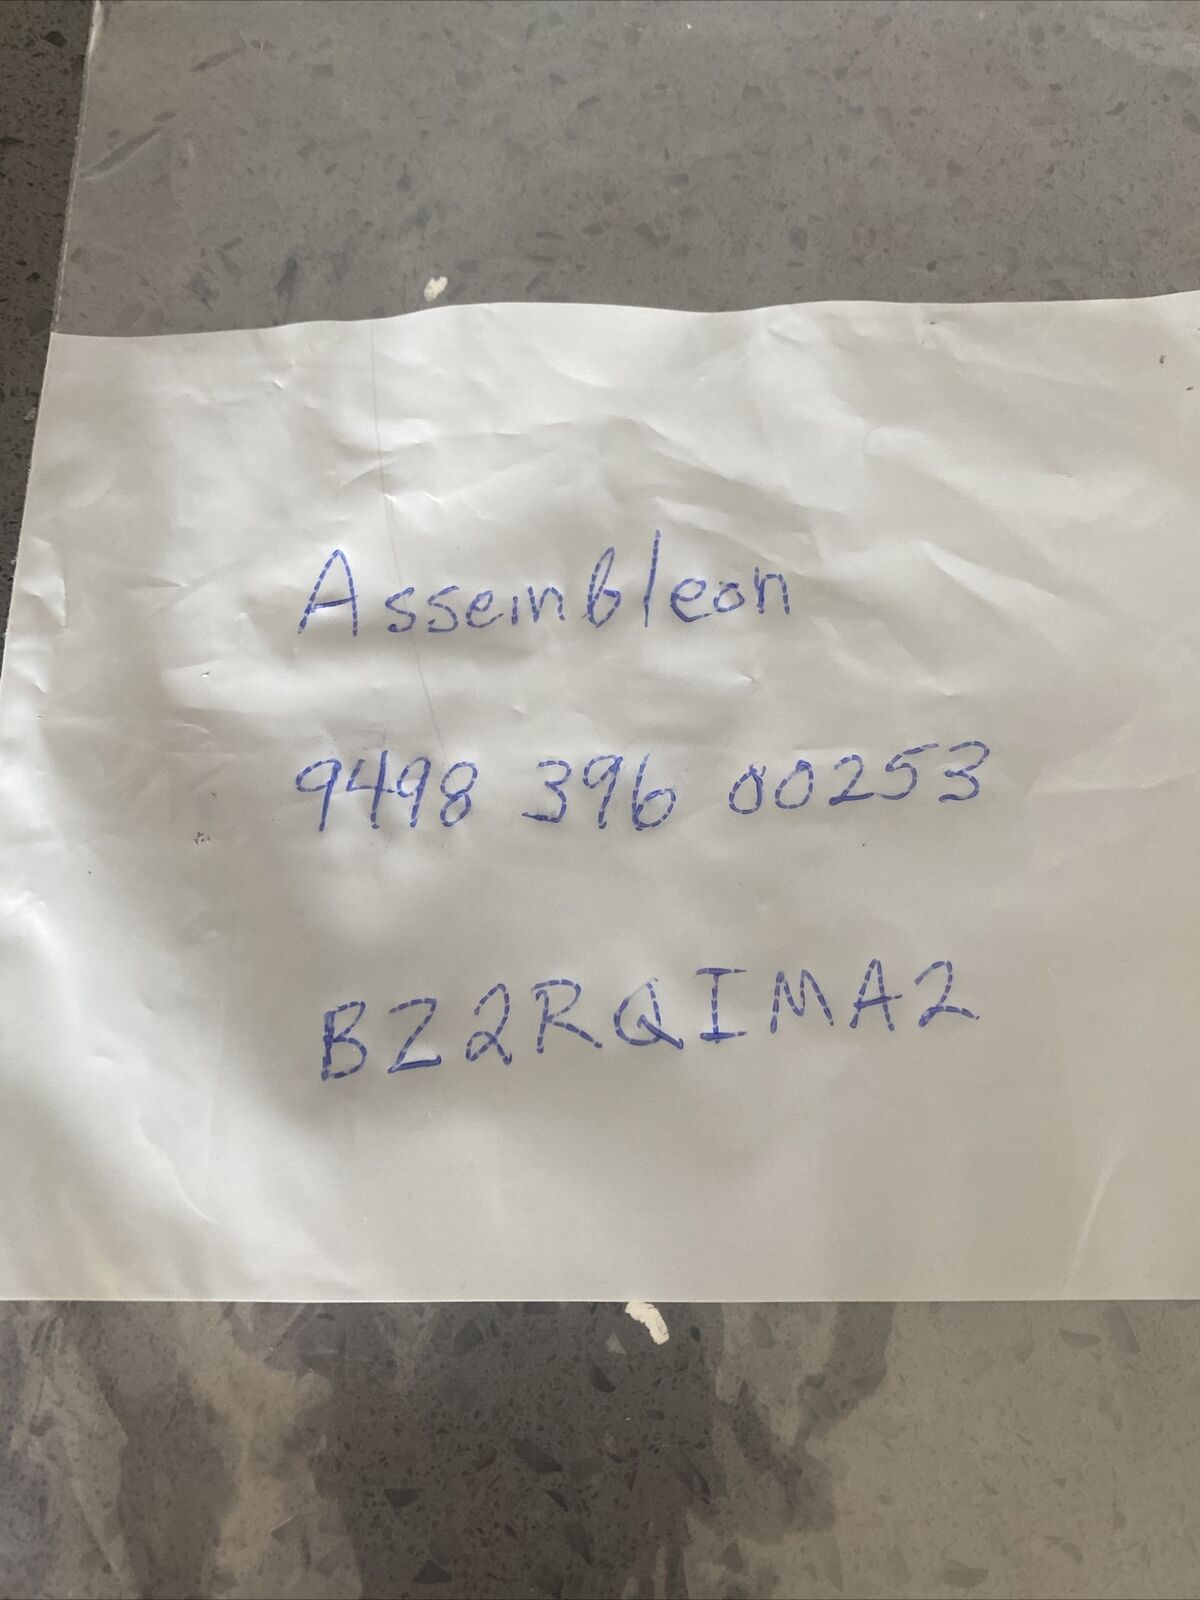 Assembleon
9498 396 00253
BZ2RQIMA2